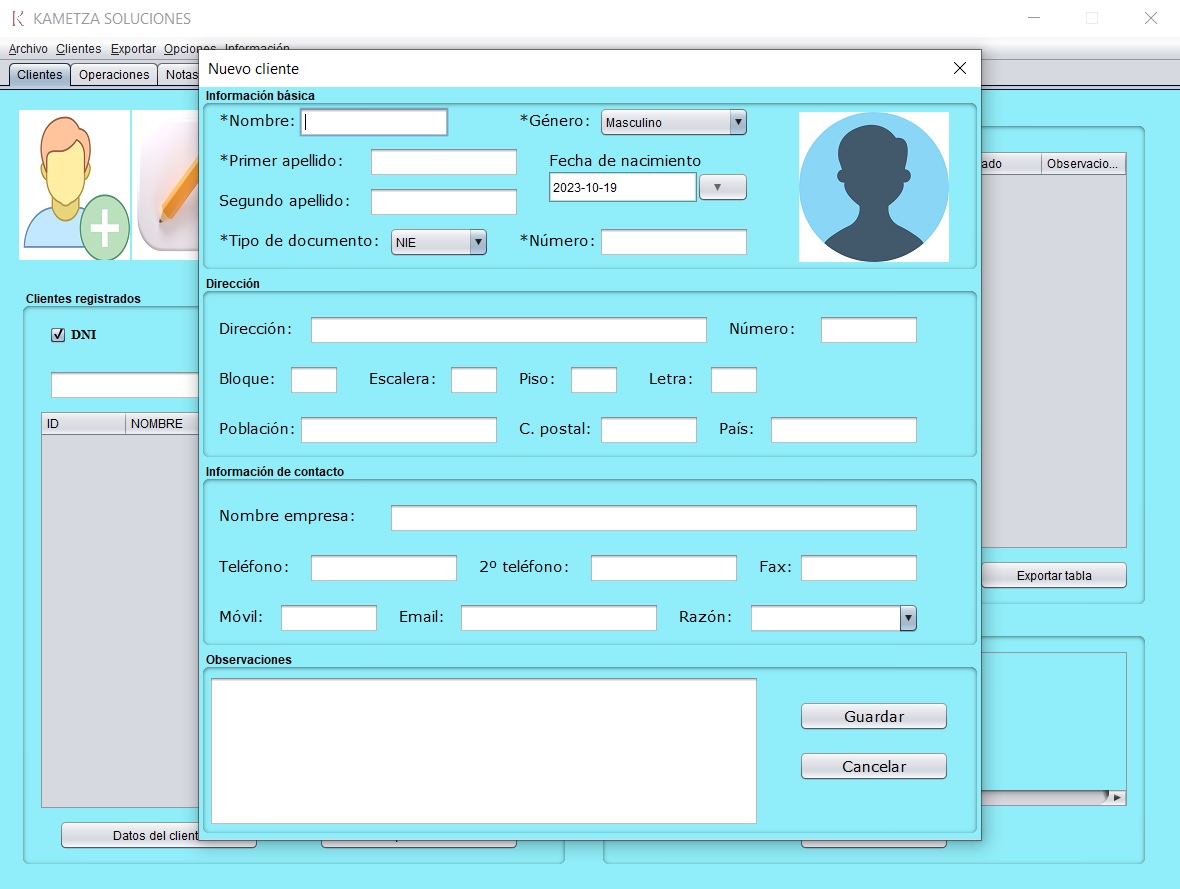 KAMETZA SOLUCIONES
Archivo Clientes Exportar Opciones Información
Clientes Operaciones Notas
Nuevo cliente
Información básica
*Nombre: *Género: Masculino
*Primer apellido: Fecha de nacimiento
2023-10-19
Segundo apellido:
*Tipo de documento: NIE *Número:
Dirección
Dirección: Número:
Bloque: Escalera: Piso: Letra:
Población: C. postal: País:
Información de contacto
Nombre empresa:
Teléfono: 2º teléfono: Fax:
Móvil: Email: Razón:
Observaciones
Guardar
Cancelar
Clientes registrados
DNI
ID NOMBRE
Datos del client
ado Observacio...
Exportar tabla